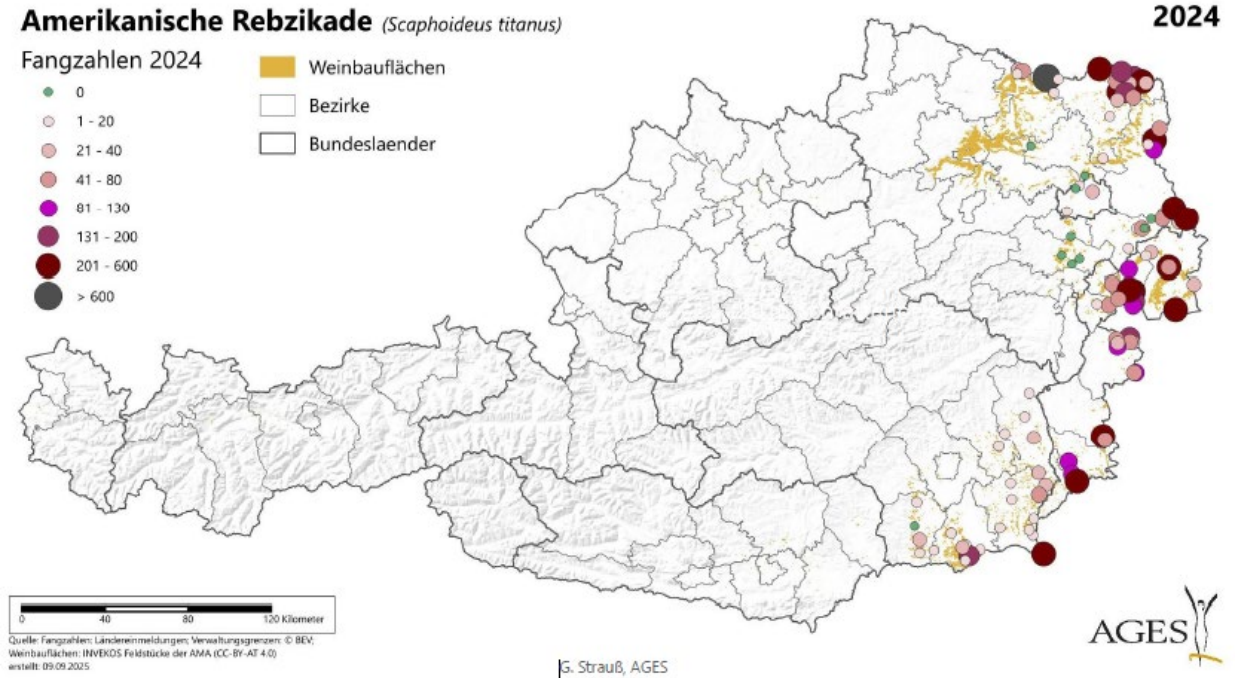 Amerikanische Rebzikade (Scaphoideus titanus)
2024
Fangzahlen 2024
0
1 - 20
21 - 40
41 - 80
81 - 130
131 - 200
201 - 600
> 600
Weinbauflächen
Bezirke
Bundeslaender
0 40 80 120 Kilometer
Quelle: Fangzahlen: Ländereinmeldungen; Verwaltungsgrenzen: © BEV;
Weinbauflächen: INVEKOS Feldstücke der AMA (CC-BY-AT 4.0)
erstellt: 09.09.2025
G. Strauß, AGES
AGES